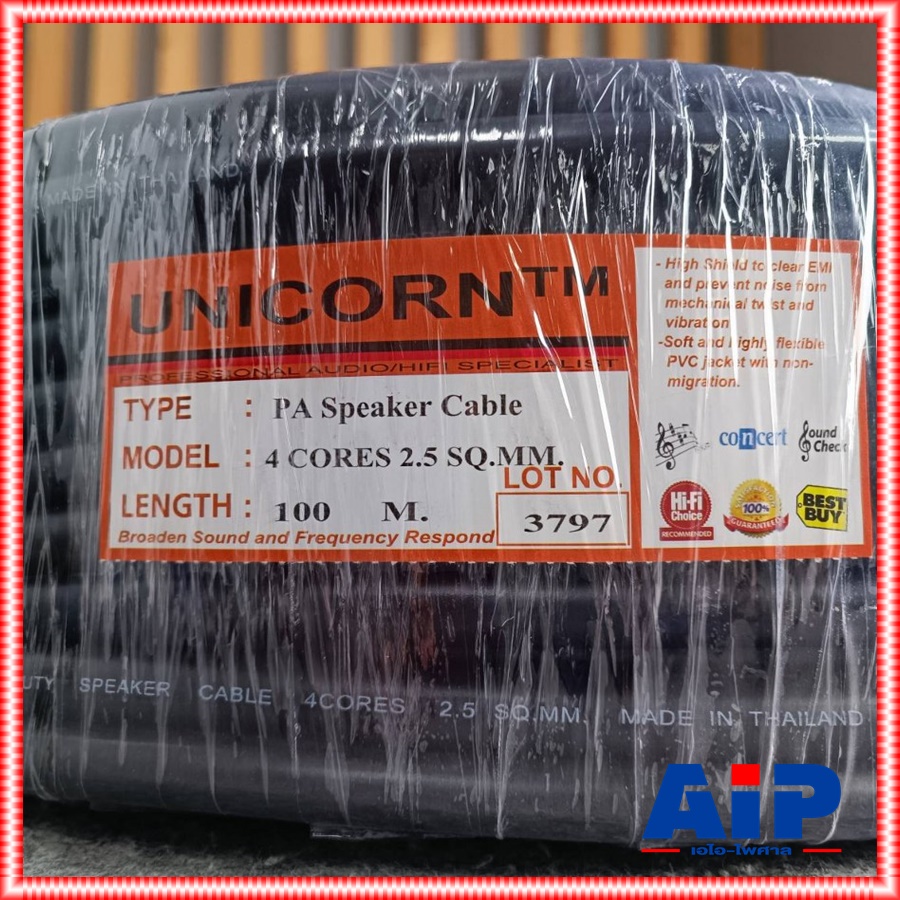 MADE IN THAILAND
UNICORN™
PROFESSIONAL AUDIO/HIFI SPECIALIST
TYPE : PA Speaker Cable
MODEL : 4 CORES 2.5 SQ.MM.
LENGTH : 100 M.
LOT NO.
3797
Broaden Sound and Frequency Respond
- High Shield to clear EMI
and prevent noise from
mechanical twist and
vibration
-Soft and highly flexible
PVC jacket with non-
migration.
concert
Sound
Check
Hi-Fi
Choice
RECOMMENDED
100%
GUARANTEED
BEST
BUY
UTY SPEAKER CABLE 4CORES 2.5 SQ.MM. MADE IN THAILAND
AiP
เอไอ-ไพศาล